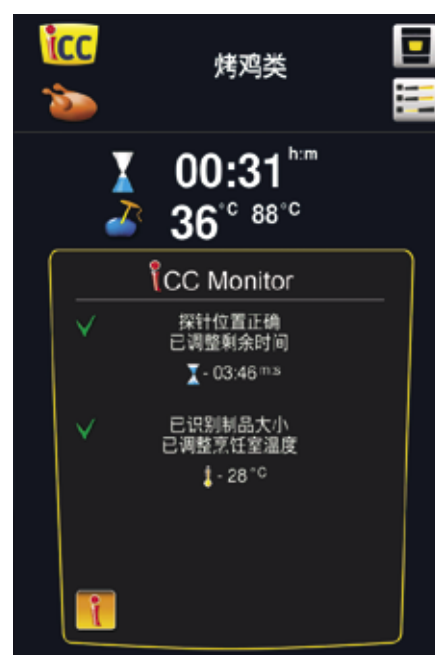 iCC
烤鸡类
00:31 h:m
36°C 88°C
iCC Monitor
探针位置正确
已调整剩余时间
- 03:46 m:s
已识别制品大小
已调整烹饪室温度
- 28 °C
i